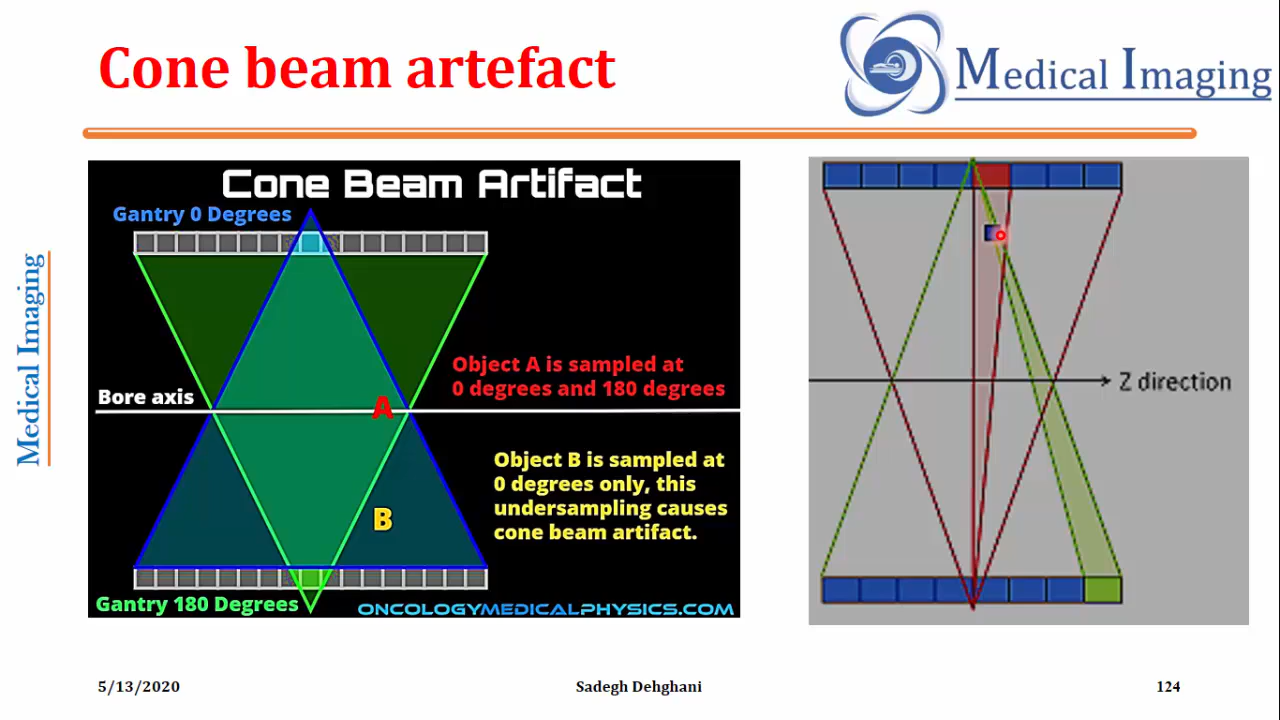 Cone beam artefact
Medical Imaging
Medical Imaging
Cone Beam Artifact
Gantry 0 Degrees
Object A is sampled at
0 degrees and 180 degrees
Bore axis
A
Object B is sampled at
0 degrees only, this
undersampling causes
cone beam artifact.
B
Gantry 180 Degrees
ONCOLOGYMEDICALPHYSICS.COM
Z direction
5/13/2020
Sadegh Dehghani
124